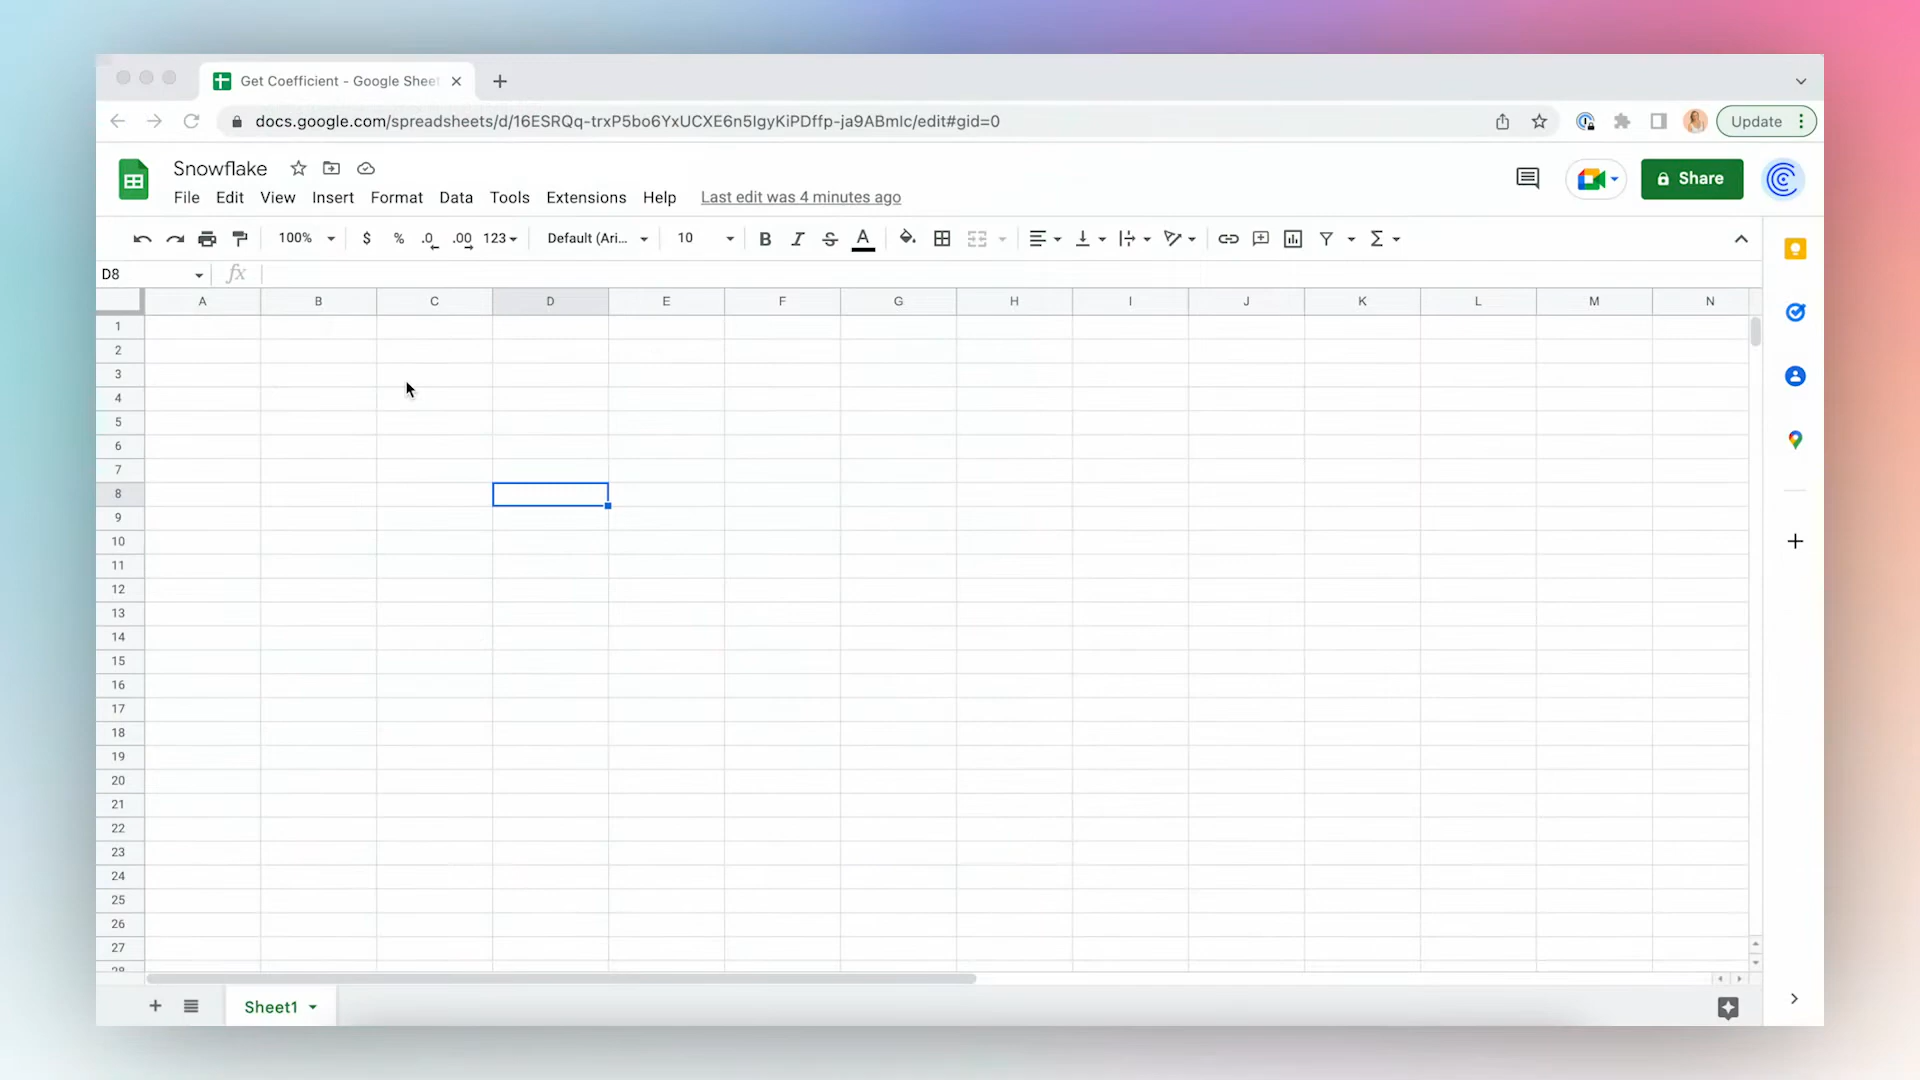 Get Coefficient - Google Sheet
docs.google.com/spreadsheets/d/16ESRQq-trxP5bo6YxUCXE6n5IgyKiPDffp-ja9ABmlc/edit#gid=0
Update
Snowflake
File Edit View Insert Format Data Tools Extensions Help Last edit was 4 minutes ago
Share
100% $ % .0 .00 123 Default (Ari... 10 B I S A
D8 fx
A B C D E F G H I J K L M N
1
2
3
4
5
6
7
8
9
10
11
12
13
14
15
16
17
18
19
20
21
22
23
24
25
26
27
28
Sheet1